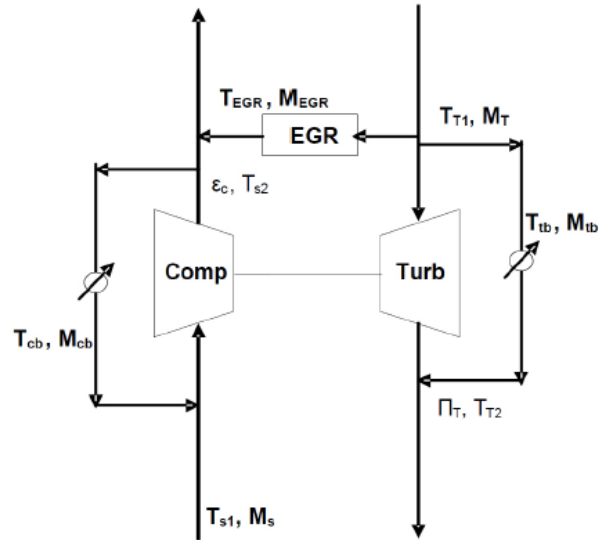 T_EGR, M_EGR
EGR
T_T1, M_T
ε_c, T_s2
T_tb, M_tb
Comp
Turb
T_cb, M_cb
Π_T, T_T2
T_s1, M_s